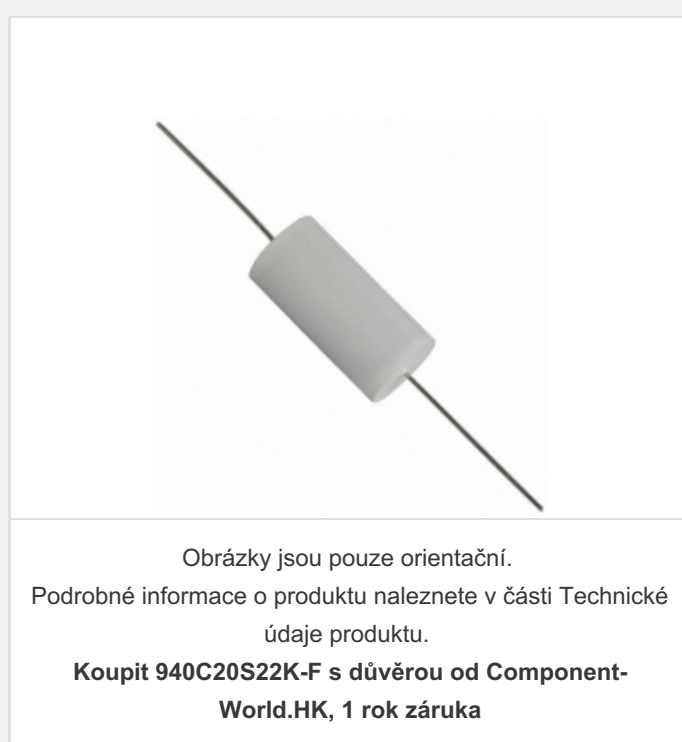 Obrázky jsou pouze orientační.
Podrobné informace o produktu naleznete v části Technické
údaje produktu.
Koupit 940C20S22K-F s důvěrou od Component-
World.HK, 1 rok záruka